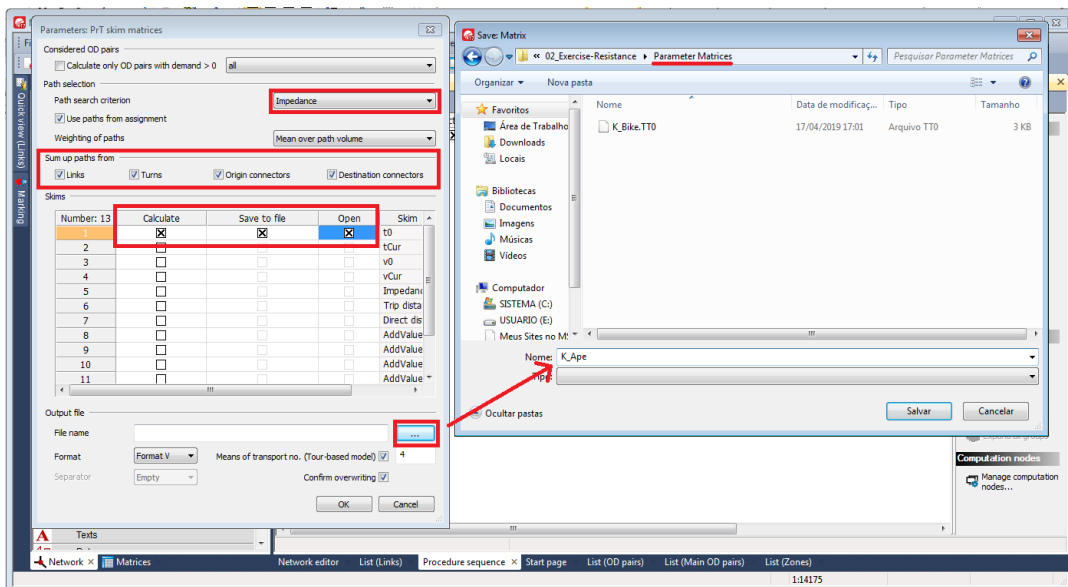 Parameters: PrT skim matrices
Considered OD pairs
Calculate only OD pairs with demand > 0 all
Path selection
Path search criterion Impedance
Use paths from assignment
Weighting of paths Mean over path volume
Sum up paths from
Links Turns Origin connectors Destination connectors
Skims
Number: 13 Calculate Save to file Open Skim
1 t0
2 tCur
3 v0
4 vCur
5 Impedan
6 Trip dista
7 Direct dis
8 AddValue
9 AddValue
10 AddValue
11 AddValue
Output file
File name ...
Format Format V Means of transport no. (Tour-based model) 4
Separator Empty Confirm overwriting
OK Cancel
Save: Matrix
« 02_Exercise-Resistance Parameter Matrices Pesquisar Parameter Matrices
Organizar Nova pasta
Nome Data de modificaç... Tipo Tamanho
K_Bike.TT0 17/04/2019 17:01 Arquivo TT0 3 KB
Favoritos
Área de Trabalho
Downloads
Locais
Bibliotecas
Documentos
Imagens
Músicas
Vídeos
Computador
SISTEMA (C:)
USUARIO (E:)
Meus Sites no M
Nome: K_Ape
Tipo:
Ocultar pastas Salvar Cancelar
Quick view (Links)
Marking
Computation nodes
Manage computation
nodes...
Texts
Network Matrices
Network editor List (Links) Procedure sequence Start page List (OD pairs) List (Main OD pairs) List (Zones)
1:14175